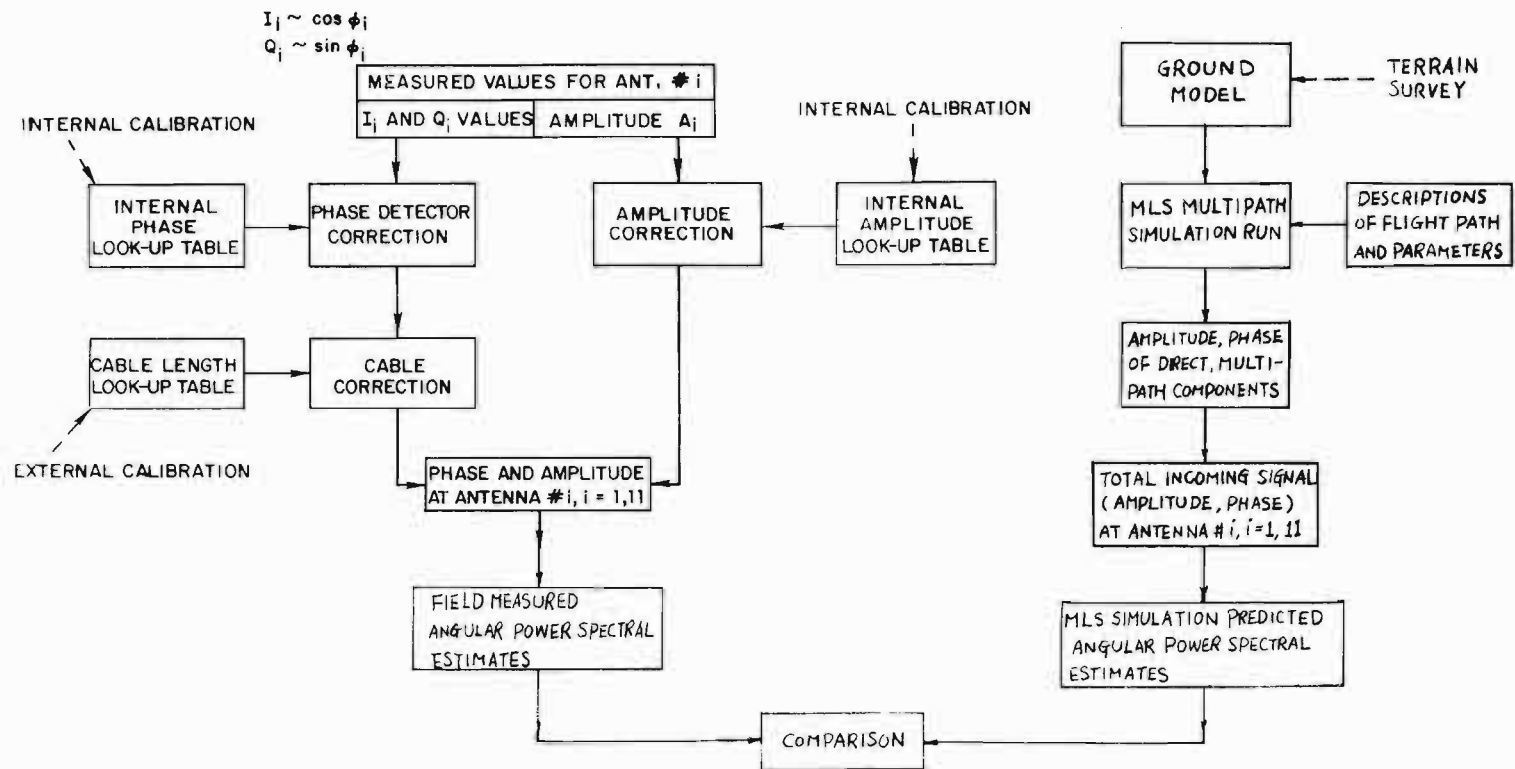 I_i ~ cos ϕ_i
Q_i ~ sin ϕ_i
MEASURED VALUES FOR ANT. # i
I_i AND Q_i VALUES
AMPLITUDE A_i
INTERNAL CALIBRATION
INTERNAL
PHASE
LOOK-UP TABLE
PHASE DETECTOR
CORRECTION
AMPLITUDE
CORRECTION
INTERNAL CALIBRATION
INTERNAL
AMPLITUDE
LOOK-UP TABLE
CABLE LENGTH
LOOK-UP TABLE
CABLE
CORRECTION
EXTERNAL CALIBRATION
PHASE AND AMPLITUDE
AT ANTENNA # i, i = 1,11
FIELD MEASURED
ANGULAR POWER SPECTRAL
ESTIMATES
GROUND
MODEL
TERRAIN
SURVEY
MLS MULTIPATH
SIMULATION RUN
DESCRIPTIONS
OF FLIGHT PATH
AND PARAMETERS
AMPLITUDE, PHASE
OF DIRECT, MULTI-
PATH COMPONENTS
TOTAL INCOMING SIGNAL
(AMPLITUDE, PHASE)
AT ANTENNA # i, i=1, 11
MLS SIMULATION PREDICTED
ANGULAR POWER SPECTRAL
ESTIMATES
COMPARISON